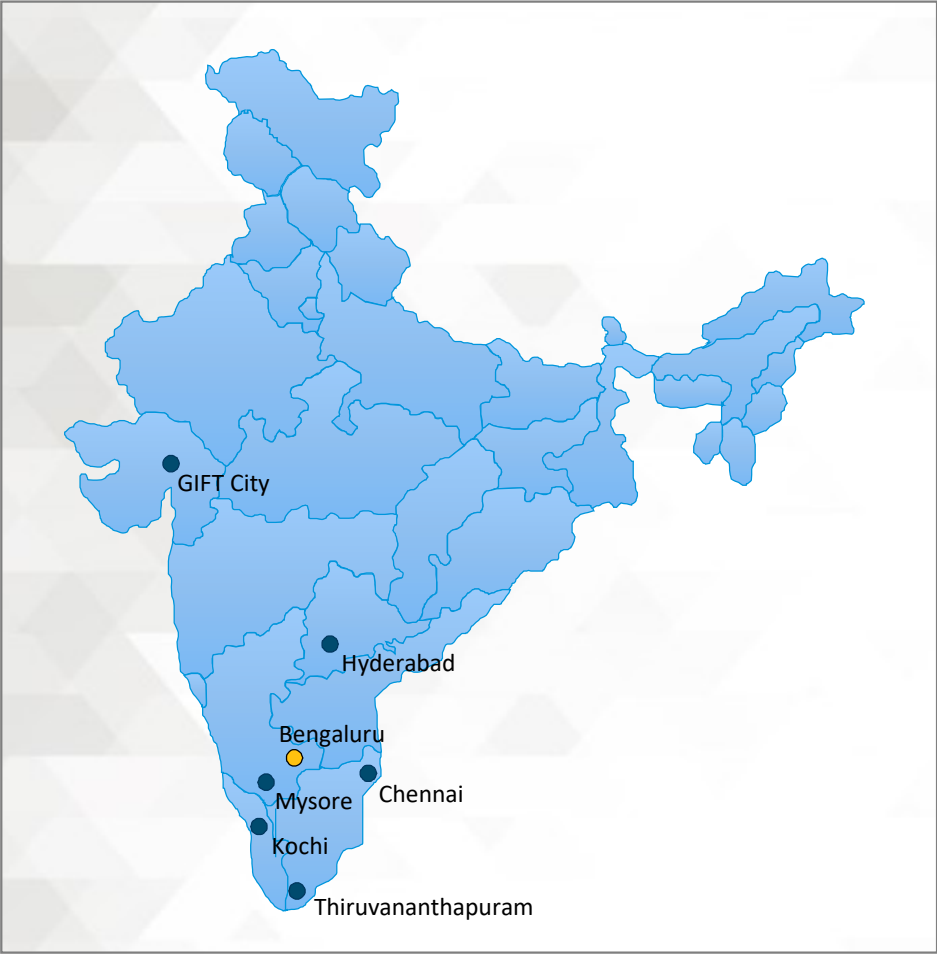 GIFT City
Hyderabad
Bengaluru
Chennai
Mysore
Kochi
Thiruvananthapuram